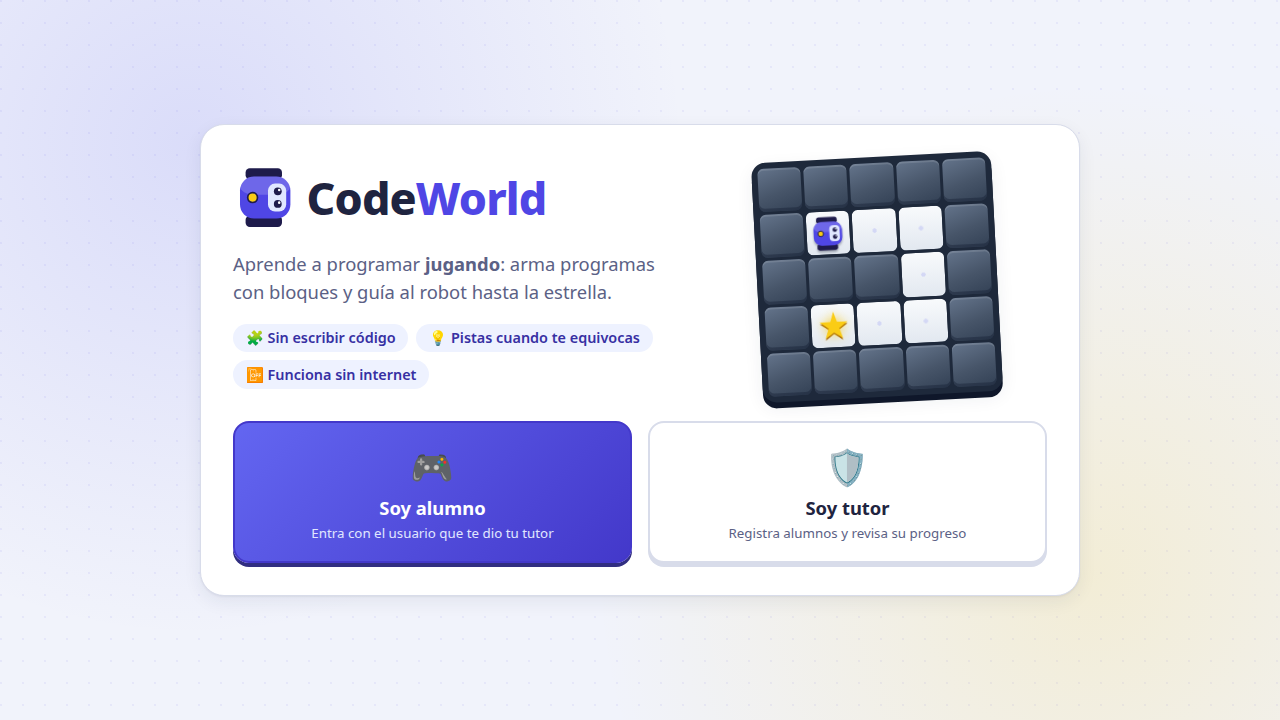 CodeWorld
Aprende a programar jugando: arma programas
con bloques y guía al robot hasta la estrella.
Sin escribir código
Pistas cuando te equivocas
Funciona sin internet
Soy alumno
Entra con el usuario que te dio tu tutor
Soy tutor
Registra alumnos y revisa su progreso